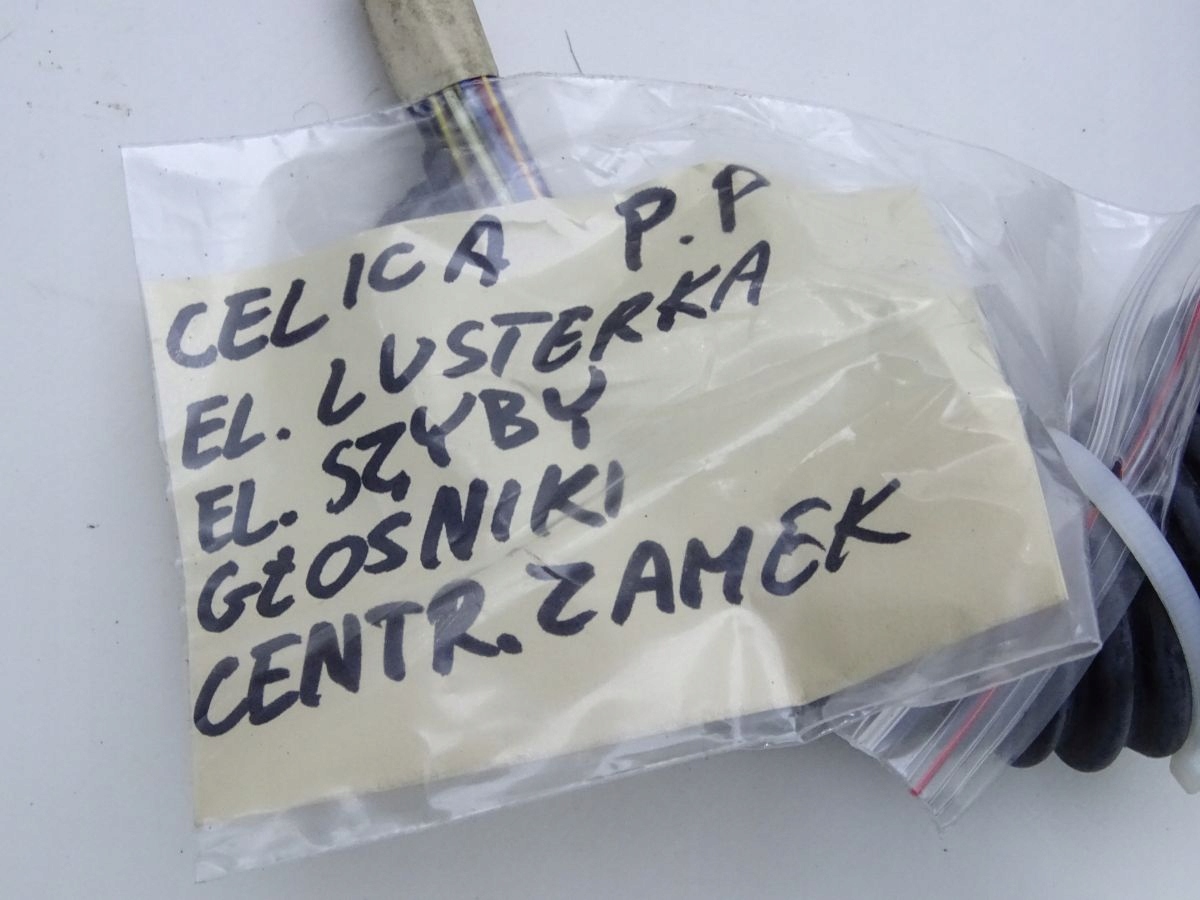 CELICA P.P
EL. LUSTERKA
EL. SZYBY
GŁOSNIKI
CENTR. ZAMEK